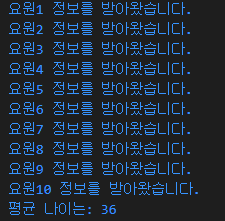 요원1 정보를 받아왔습니다.
요원2 정보를 받아왔습니다.
요원3 정보를 받아왔습니다.
요원4 정보를 받아왔습니다.
요원5 정보를 받아왔습니다.
요원6 정보를 받아왔습니다.
요원7 정보를 받아왔습니다.
요원8 정보를 받아왔습니다.
요원9 정보를 받아왔습니다.
요원10 정보를 받아왔습니다.
평균 나이는: 36